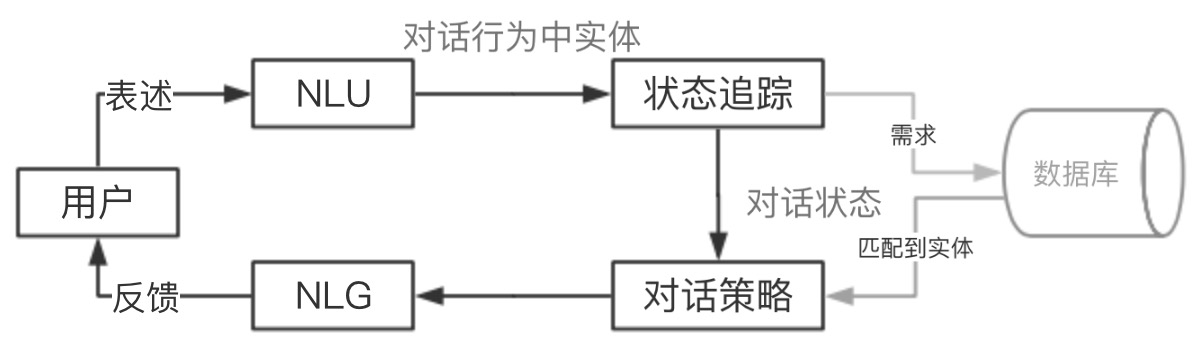 对话行为中实体
表述
NLU
状态追踪
需求
数据库
用户
对话状态
匹配到实体
反馈
NLG
对话策略